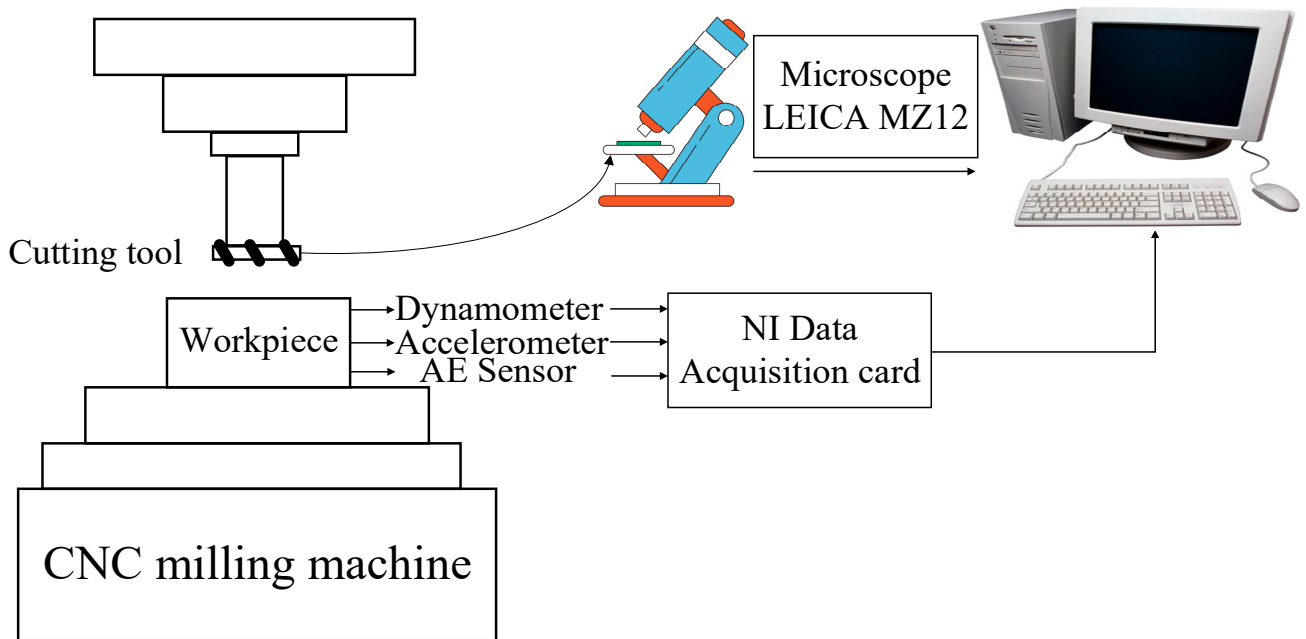 Microscope
LEICA MZ12
Cutting tool
Workpiece
Dynamometer
Accelerometer
AE Sensor
NI Data
Acquisition card
CNC milling machine